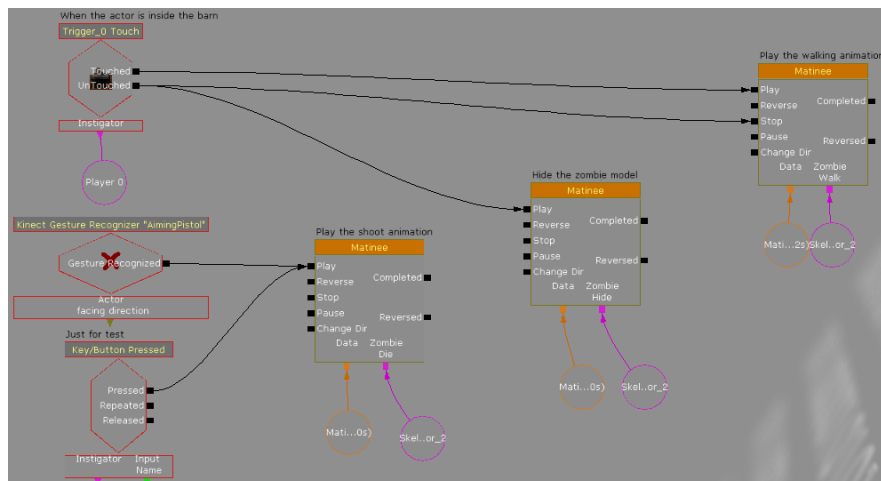 When the actor is inside the barn
Trigger_0 Touch
Touched
UnTouched
Instigator
Player 0
Kinect Gesture Recognizer "AimingPistol"
Gesture Recognized
Actor
facing direction
Just for test
Key/Button Pressed
Pressed
Repeated
Released
Instigator
Input
Name
Play the shoot animation
Matinee
Play
Reverse
Stop
Pause
Change Dir
Completed
Reversed
Data
Zombie
Die
Mati...0s)
Skel..or_2
Hide the zombie model
Matinee
Play
Reverse
Stop
Pause
Change Dir
Completed
Reversed
Data
Zombie
Hide
Mati...0s)
Skel..or_2
Play the walking animation
Matinee
Play
Reverse
Stop
Pause
Change Dir
Completed
Reversed
Data
Zombie
Walk
Mati...2s)
Skel..or_2